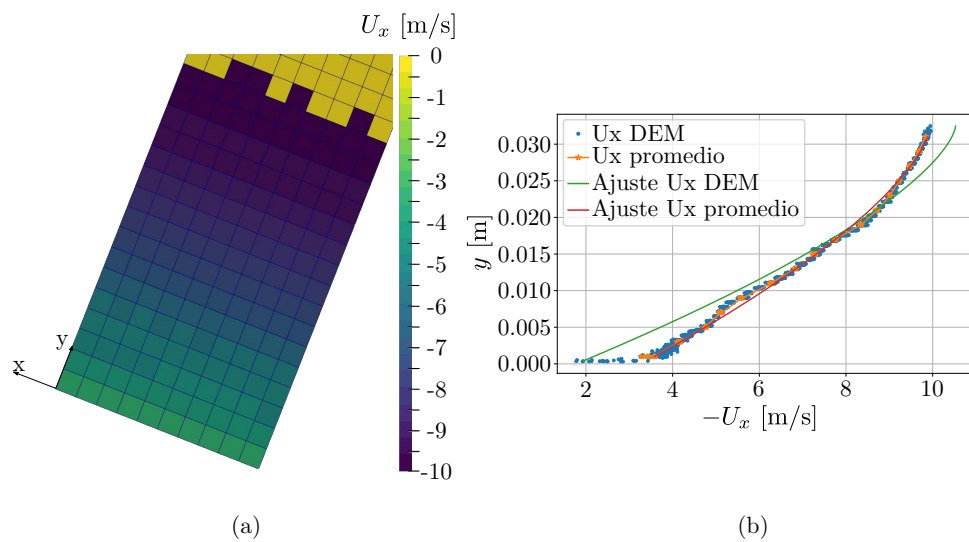 U_x [m/s]
0
-1
-2
-3
-4
-5
-6
-7
-8
-9
-10
x
y
(a)
Ux DEM
Ux promedio
Ajuste Ux DEM
Ajuste Ux promedio
y [m]
0.030
0.025
0.020
0.015
0.010
0.005
0.000
2 4 6 8 10
−U_x [m/s]
(b)